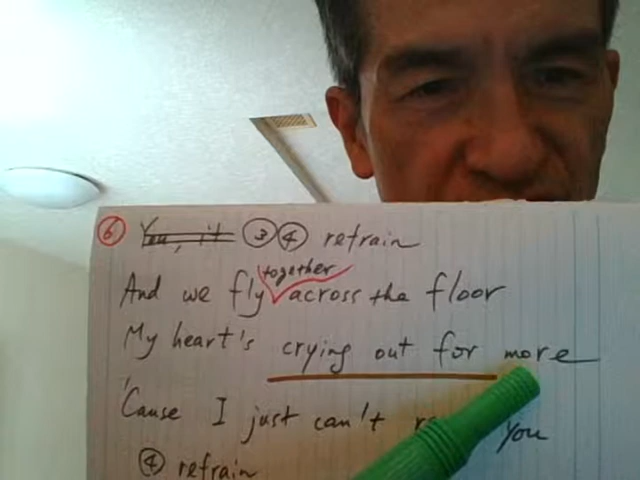 ⑥ You, it ③④ refrain
together
And we fly across the floor
My heart's crying out for more
'Cause I just can't you
④ refrain